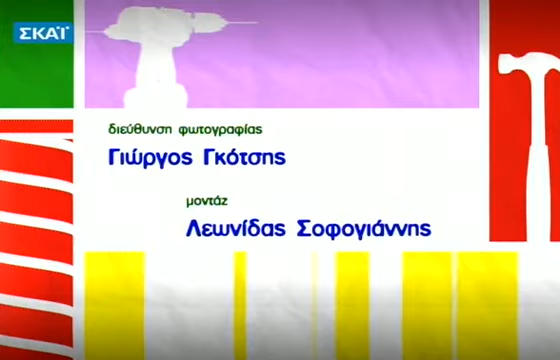 ΣΚΑΪ
διεύθυνση φωτογραφίας
Γιώργος Γκότσης
μοντάζ
Λεωνίδας Σοφογιάννης